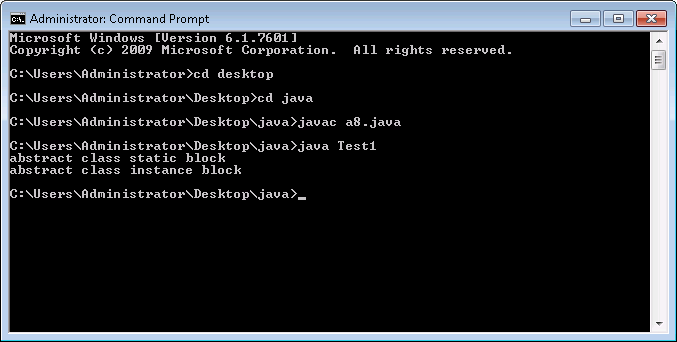 Administrator: Command Prompt
Microsoft Windows [Version 6.1.7601]
Copyright (c) 2009 Microsoft Corporation.  All rights reserved.
C:\Users\Administrator>cd desktop
C:\Users\Administrator\Desktop>cd java
C:\Users\Administrator\Desktop\java>javac a8.java
C:\Users\Administrator\Desktop\java>java Test1
abstract class static block
abstract class instance block
C:\Users\Administrator\Desktop\java>_